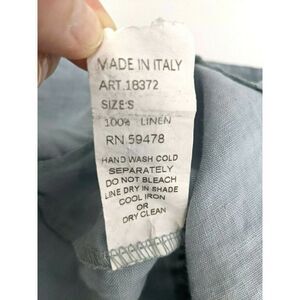 MADE IN ITALY
ART.18372
SIZE:S
100% LINEN
RN 59478
HAND WASH COLD
SEPARATELY
DO NOT BLEACH
LINE DRY IN SHADE
COOL IRON
OR
DRY CLEAN